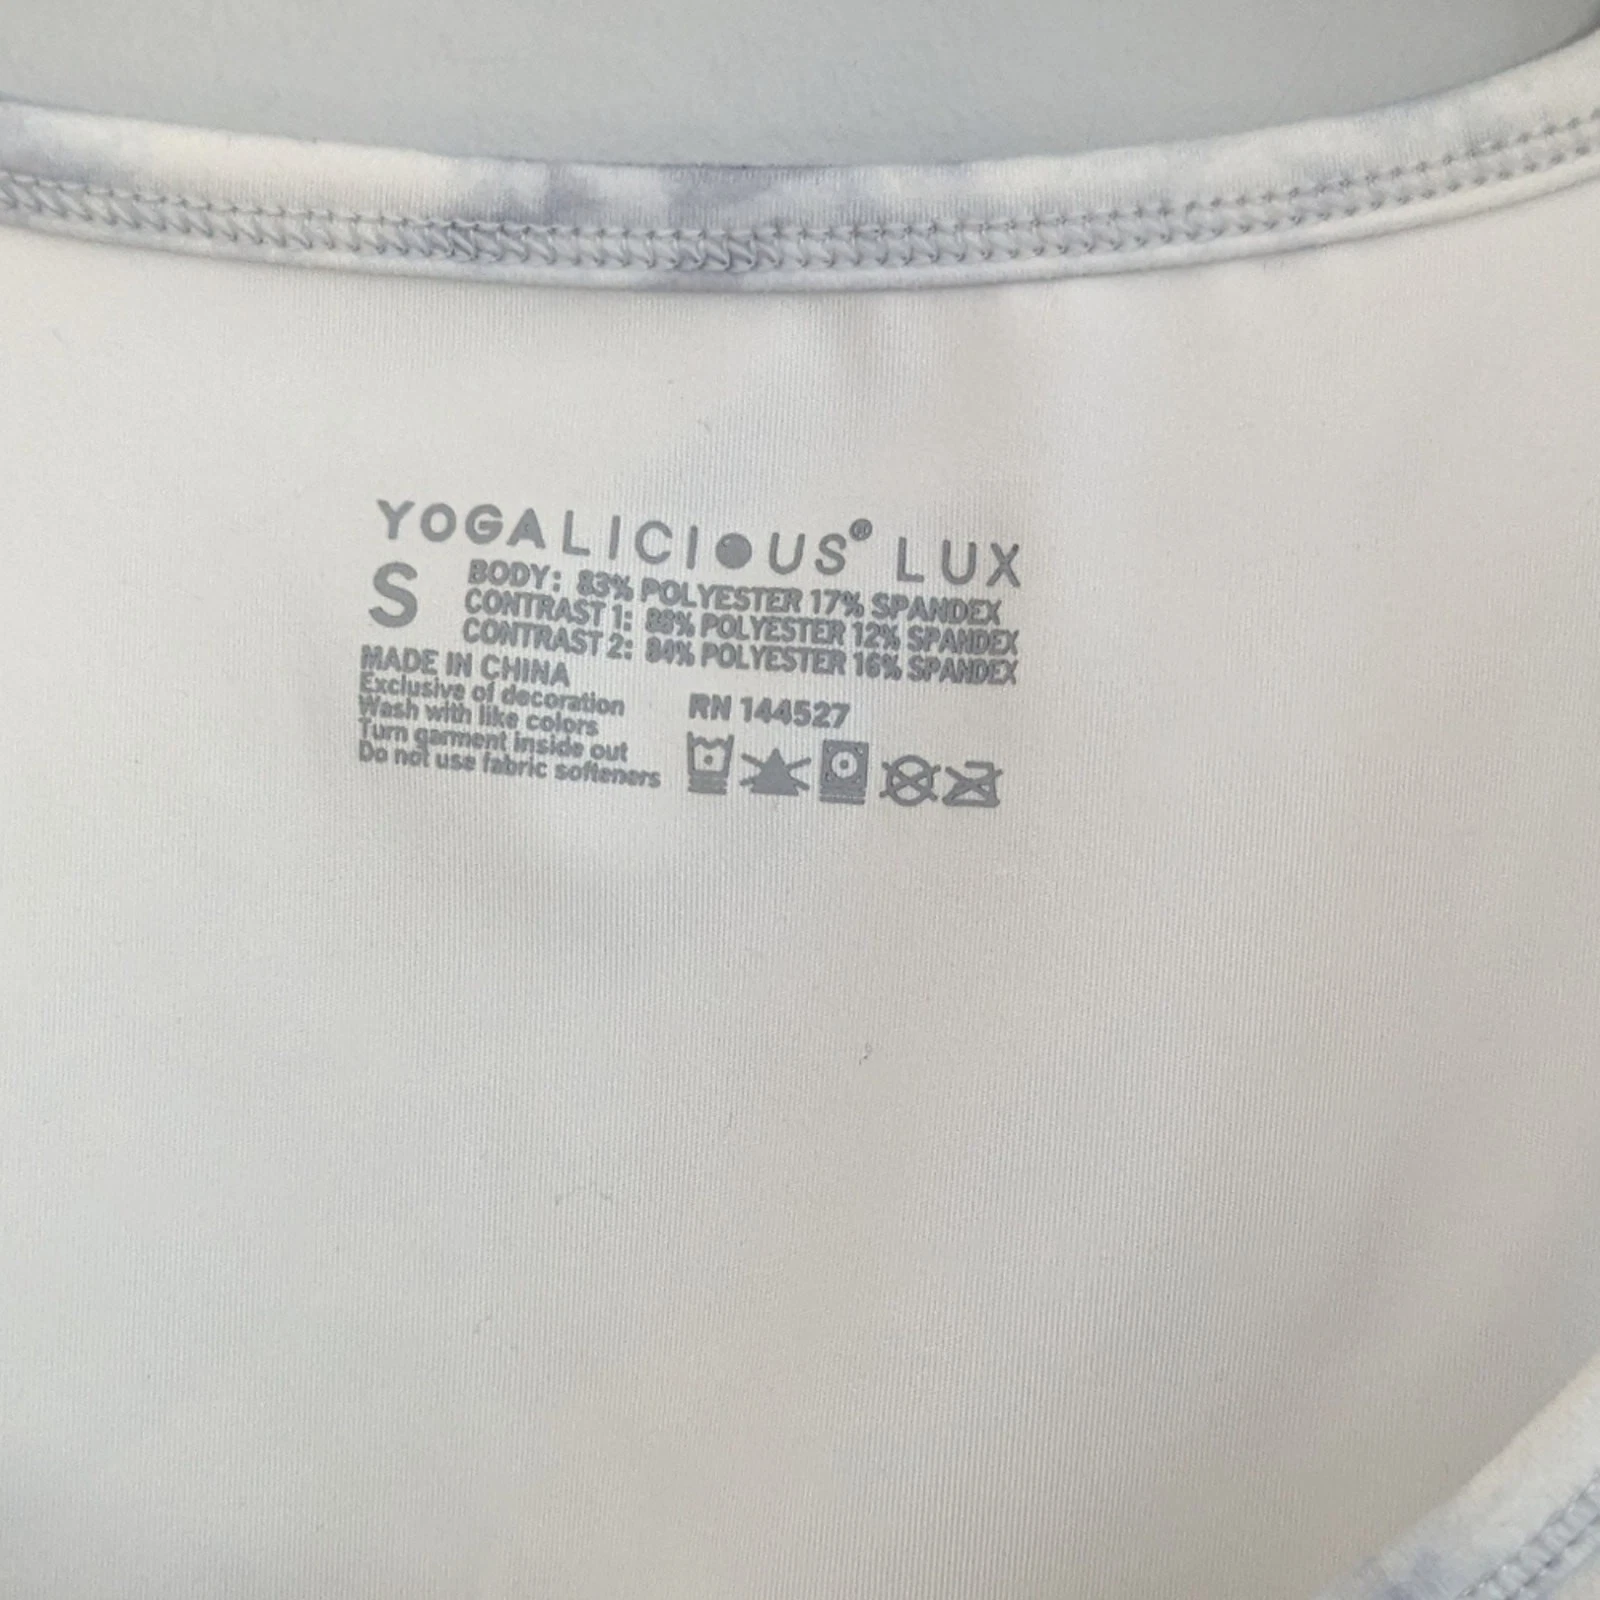 YOGALICIOUS® LUX
S
BODY: 83% POLYESTER 17% SPANDEX
CONTRAST 1: 88% POLYESTER 12% SPANDEX
CONTRAST 2: 84% POLYESTER 16% SPANDEX
MADE IN CHINA
Exclusive of decoration
Wash with like colors
Turn garment inside out
Do not use fabric softeners
RN 144527